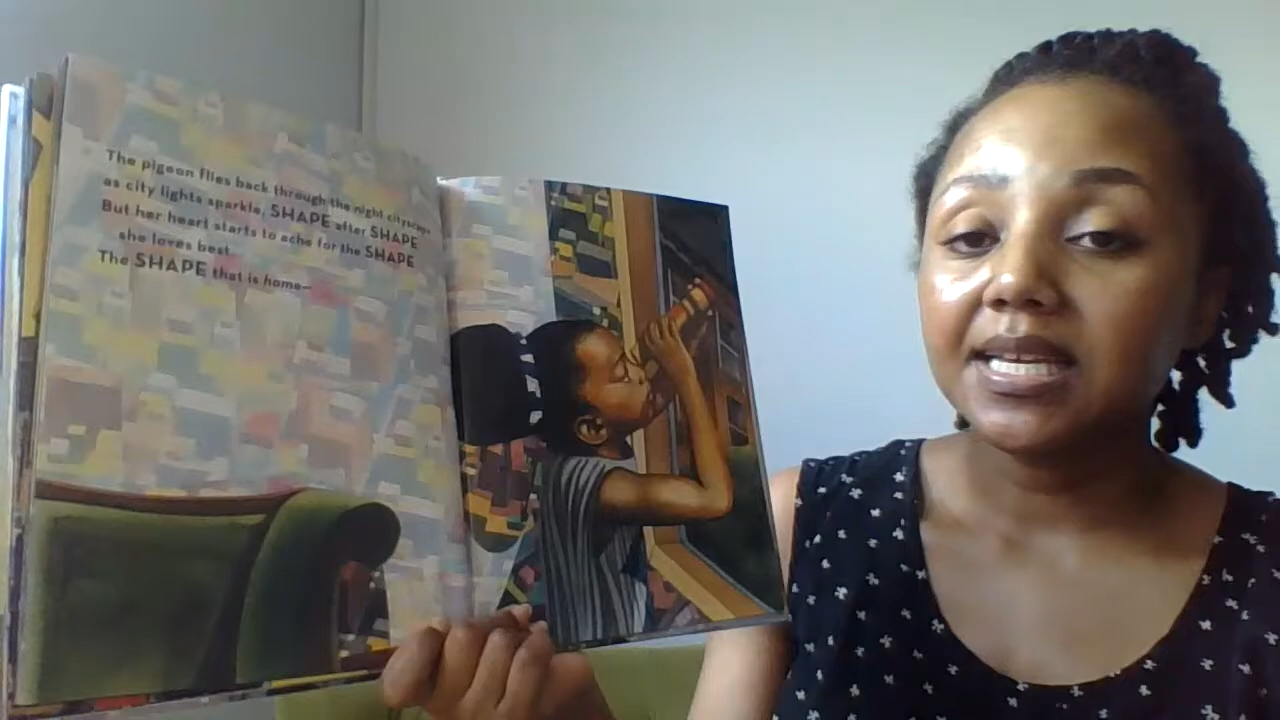 The pigeon flies back through the night cityscape
as city lights sparkle, SHAPE after SHAPE
But her heart starts to ache for the SHAPE
she loves best...
The SHAPE that is home—